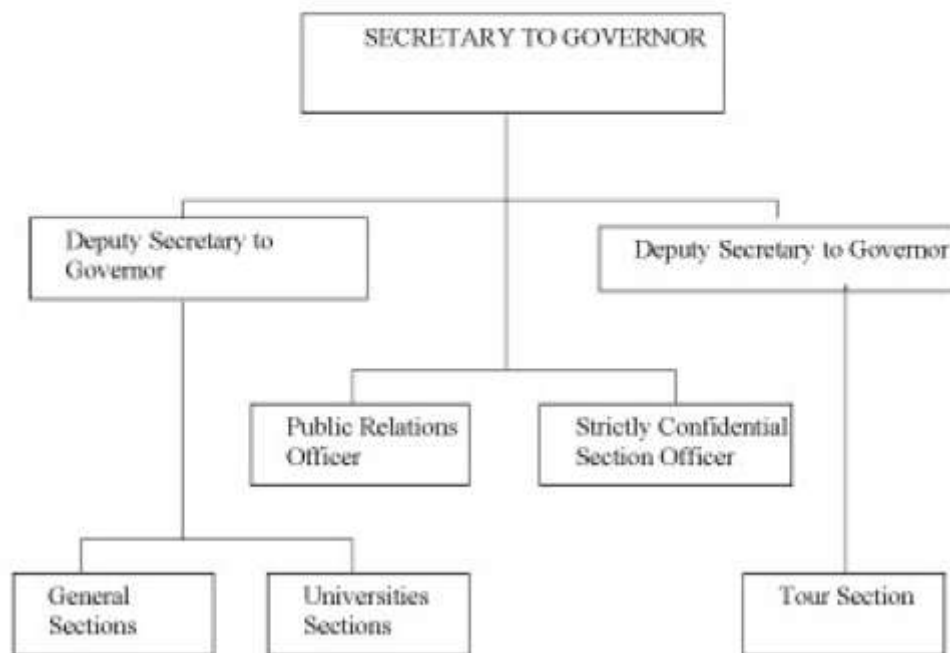 SECRETARY TO GOVERNOR
Deputy Secretary to
Governor
Deputy Secretary to Governor
Public Relations
Officer
Strictly Confidential
Section Officer
General
Sections
Universities
Sections
Tour Section